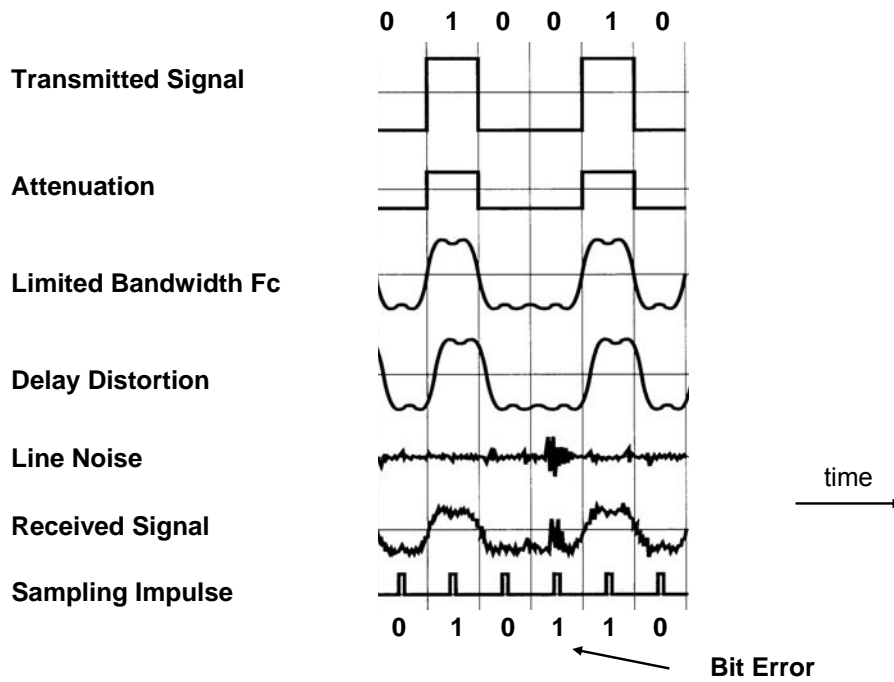 0 1 0 0 1 0
Transmitted Signal
Attenuation
Limited Bandwidth Fc
Delay Distortion
Line Noise
time
Received Signal
Sampling Impulse
0 1 0 1 1 0
Bit Error